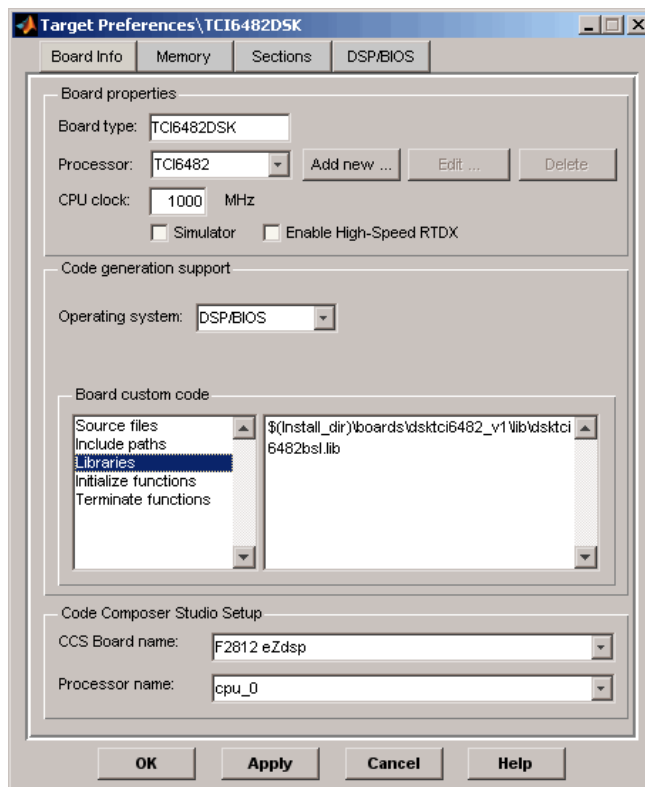 Target Preferences\TCI6482DSK
Board Info Memory Sections DSP/BIOS
Board properties
Board type: TCI6482DSK
Processor: TCI6482 Add new ... Edit ... Delete
CPU clock: 1000 MHz
Simulator Enable High-Speed RTDX
Code generation support
Operating system: DSP/BIOS
Board custom code
Source files
Include paths
Libraries
Initialize functions
Terminate functions
$(Install_dir)\boards\dsktci6482_v1\lib\dsktci
6482bsl.lib
Code Composer Studio Setup
CCS Board name: F2812 eZdsp
Processor name: cpu_0
OK Apply Cancel Help